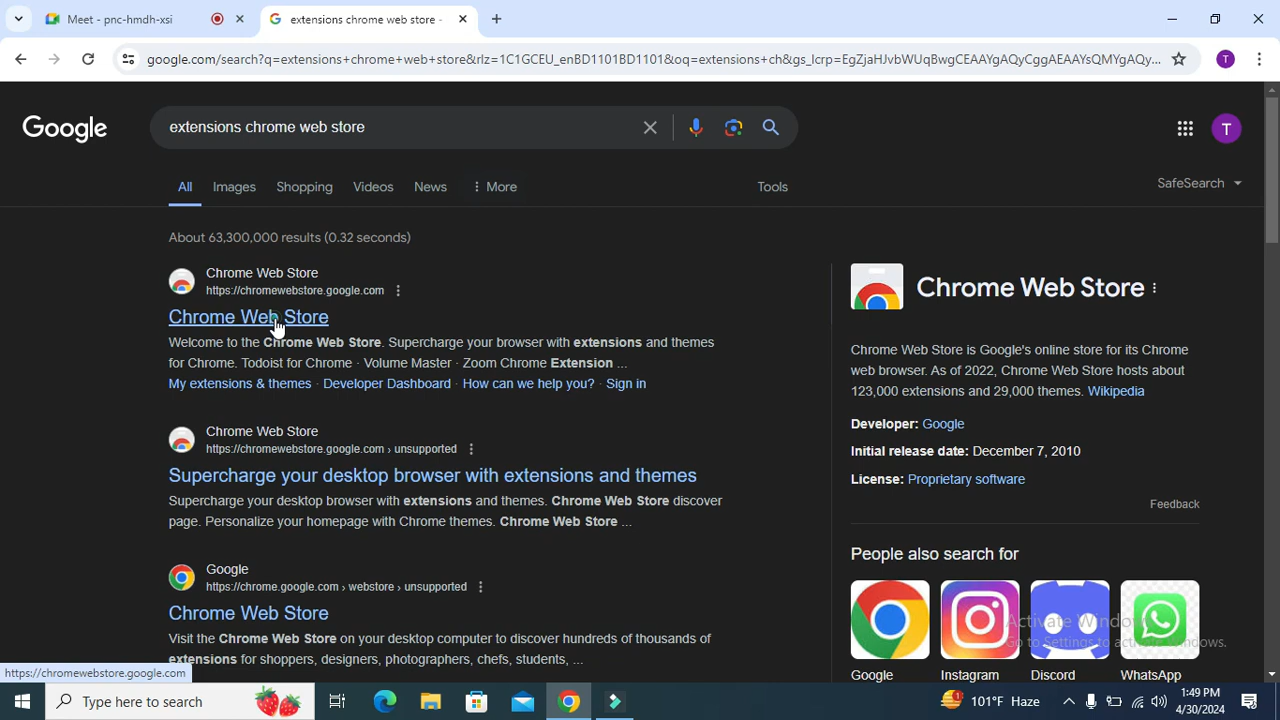 Meet - pnc-hmdh-xsi
extensions chrome web store -
google.com/search?q=extensions+chrome+web+store&rlz=1C1GCEU_enBD1101BD1101&oq=extensions+ch&gs_lcrp=EgZjaHJvbWUqBwgCEAAYgAQyCggAEAAYsQMYgAQy...
T
Google
extensions chrome web store
T
All
Images
Shopping
Videos
News
More
Tools
SafeSearch
About 63,300,000 results (0.32 seconds)
Chrome Web Store
https://chromewebstore.google.com
Chrome Web Store
Welcome to the Chrome Web Store. Supercharge your browser with extensions and themes
for Chrome. Todoist for Chrome · Volume Master · Zoom Chrome Extension ...
My extensions & themes · Developer Dashboard · How can we help you? · Sign in
Chrome Web Store
https://chromewebstore.google.com › unsupported
Supercharge your desktop browser with extensions and themes
Supercharge your desktop browser with extensions and themes. Chrome Web Store discover
page. Personalize your homepage with Chrome themes. Chrome Web Store ...
Google
https://chrome.google.com › webstore › unsupported
Chrome Web Store
Visit the Chrome Web Store on your desktop computer to discover hundreds of thousands of
extensions for shoppers, designers, photographers, chefs, students, ...
Chrome Web Store
Chrome Web Store is Google's online store for its Chrome
web browser. As of 2022, Chrome Web Store hosts about
123,000 extensions and 29,000 themes. Wikipedia
Developer: Google
Initial release date: December 7, 2010
License: Proprietary software
Feedback
People also search for
Google
Instagram
Discord
WhatsApp
Activate Windows
Go to Settings to activate Windows.
https://chromewebstore.google.com
Type here to search
101°F Haze
1:49 PM
4/30/2024